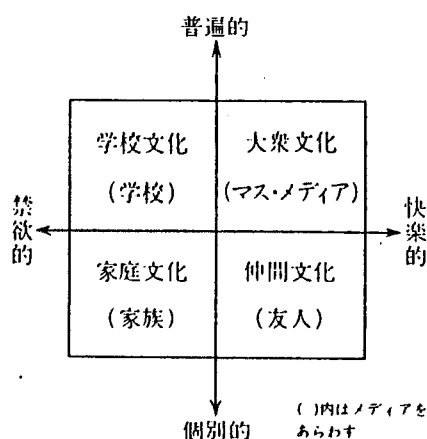 普遍的
学校文化
(学校)
大衆文化
(マス・メディア)
禁欲的
快楽的
家庭文化
(家族)
仲間文化
(友人)
個別的
( )内はメディアを
あらわす